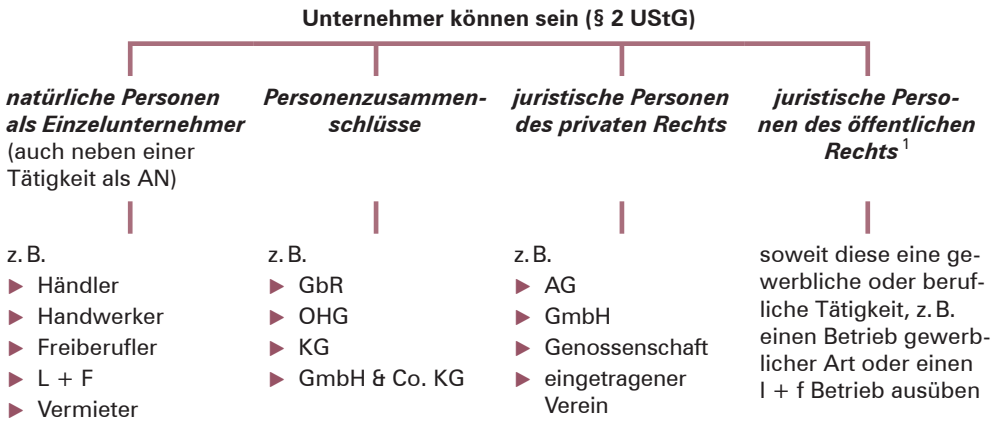 Unternehmer können sein (§ 2 UStG)
natürliche Personen
als Einzelunternehmer
(auch neben einer
Tätigkeit als AN)
z. B.
▶ Händler
▶ Handwerker
▶ Freiberufler
▶ L + F
▶ Vermieter
Personenzusammen-
schlüsse
z. B.
▶ GbR
▶ OHG
▶ KG
▶ GmbH & Co. KG
juristische Personen
des privaten Rechts
z. B.
▶ AG
▶ GmbH
▶ Genossenschaft
▶ eingetragener
Verein
juristische Perso-
nen des öffentlichen
Rechts 1
soweit diese eine ge-
werbliche oder beruf-
liche Tätigkeit, z. B.
einen Betrieb gewerb-
licher Art oder einen
l + f Betrieb ausüben